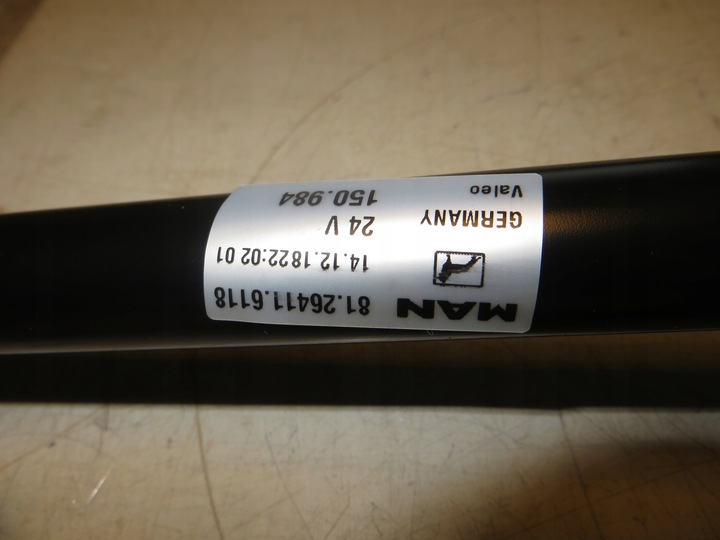 MAN 81.26411.6118
14.12.1822:02 01
GERMANY 24 V
Valeo 150.984